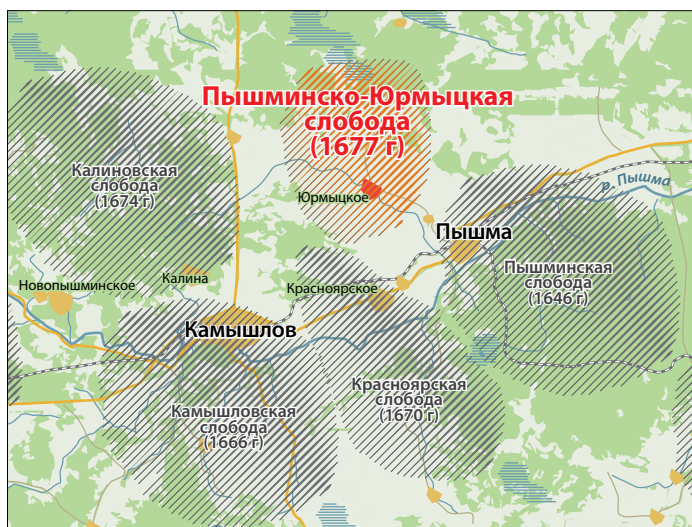 Пышминско-Юрмыцкая
слобода
(1677 г)
Калиновская
слобода
(1674 г)
Юрмыцкое
р. Пышма
Пышма
Пышминская
слобода
(1646 г)
Новопышминское
Калина
Красноярское
Камышлов
Красноярская
слобода
(1670 г)
Камышловская
слобода
(1666 г)